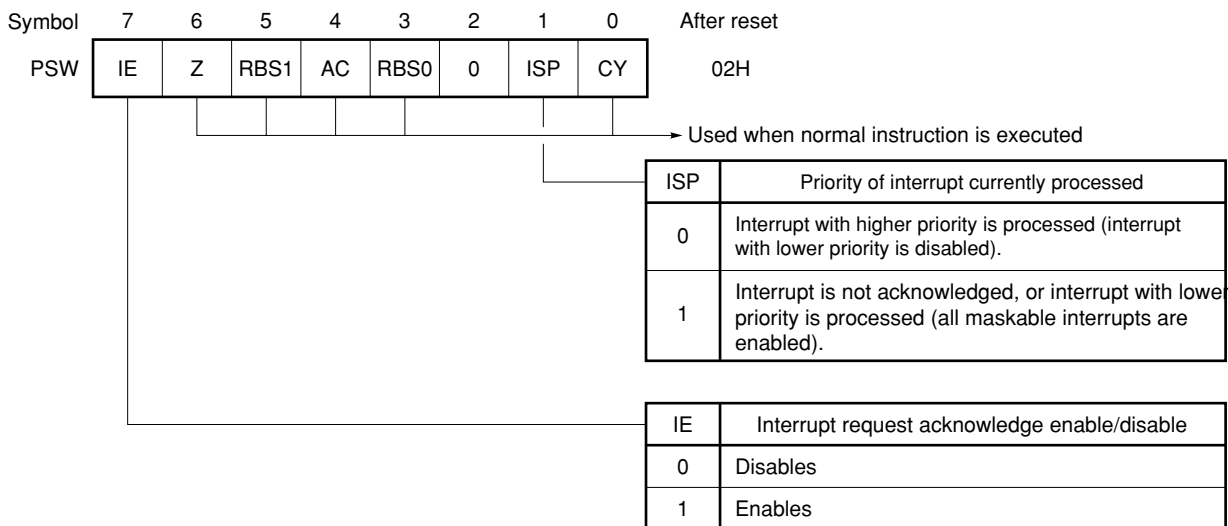 Symbol 7 6 5 4 3 2 1 0 After reset
PSW IE Z RBS1 AC RBS0 0 ISP CY 02H
Used when normal instruction is executed
ISP Priority of interrupt currently processed
0 Interrupt with higher priority is processed (interrupt
with lower priority is disabled).
1 Interrupt is not acknowledged, or interrupt with lower
priority is processed (all maskable interrupts are
enabled).
IE Interrupt request acknowledge enable/disable
0 Disables
1 Enables